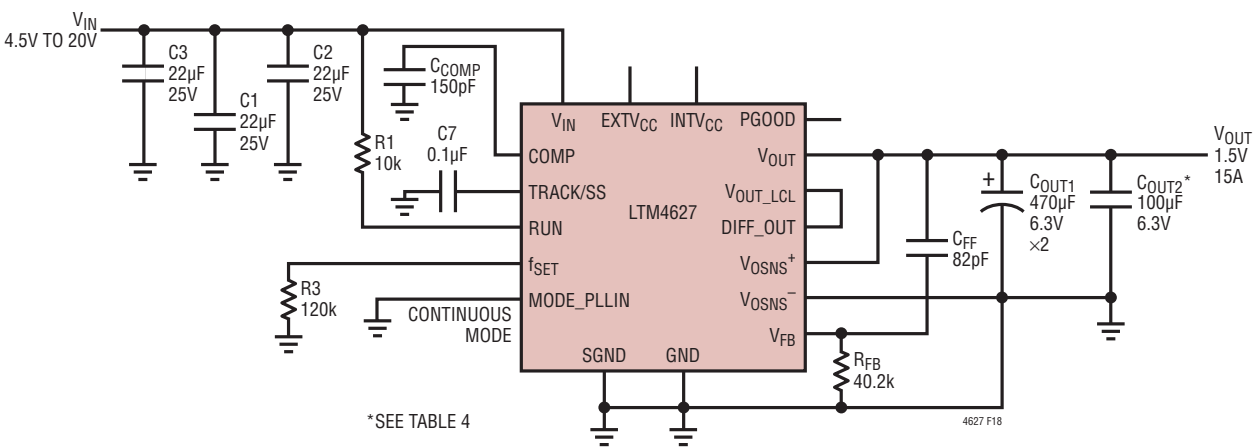 VIN
4.5V TO 20V
C3
22µF
25V
C1
22µF
25V
C2
22µF
25V
R1
10k
CCOMP
150pF
C7
0.1µF
R3
120k
CONTINUOUS
MODE
VIN
EXTVCC
INTVCC
PGOOD
COMP
TRACK/SS
RUN
fSET
MODE_PLLIN
LTM4627
VOUT
VOUT_LCL
DIFF_OUT
VOSNS+
VOSNS–
VFB
SGND
GND
RFB
40.2k
CFF
82pF
+
COUT1
470µF
6.3V
×2
COUT2*
100µF
6.3V
VOUT
1.5V
15A
*SEE TABLE 4
4627 F18